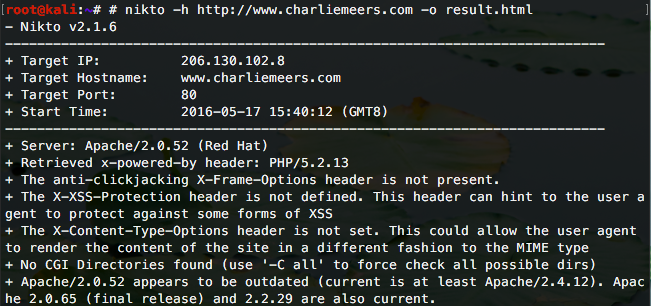 [root@kali:~# # nikto -h http://www.charliemeers.com -o result.html ]
- Nikto v2.1.6
---------------------------------------------------------------------------
+ Target IP:          206.130.102.8
+ Target Hostname:    www.charliemeers.com
+ Target Port:        80
+ Start Time:         2016-05-17 15:40:12 (GMT8)
---------------------------------------------------------------------------
+ Server: Apache/2.0.52 (Red Hat)
+ Retrieved x-powered-by header: PHP/5.2.13
+ The anti-clickjacking X-Frame-Options header is not present.
+ The X-XSS-Protection header is not defined. This header can hint to the user a
gent to protect against some forms of XSS
+ The X-Content-Type-Options header is not set. This could allow the user agent
to render the content of the site in a different fashion to the MIME type
+ No CGI Directories found (use '-C all' to force check all possible dirs)
+ Apache/2.0.52 appears to be outdated (current is at least Apache/2.4.12). Apac
he 2.0.65 (final release) and 2.2.29 are also current.